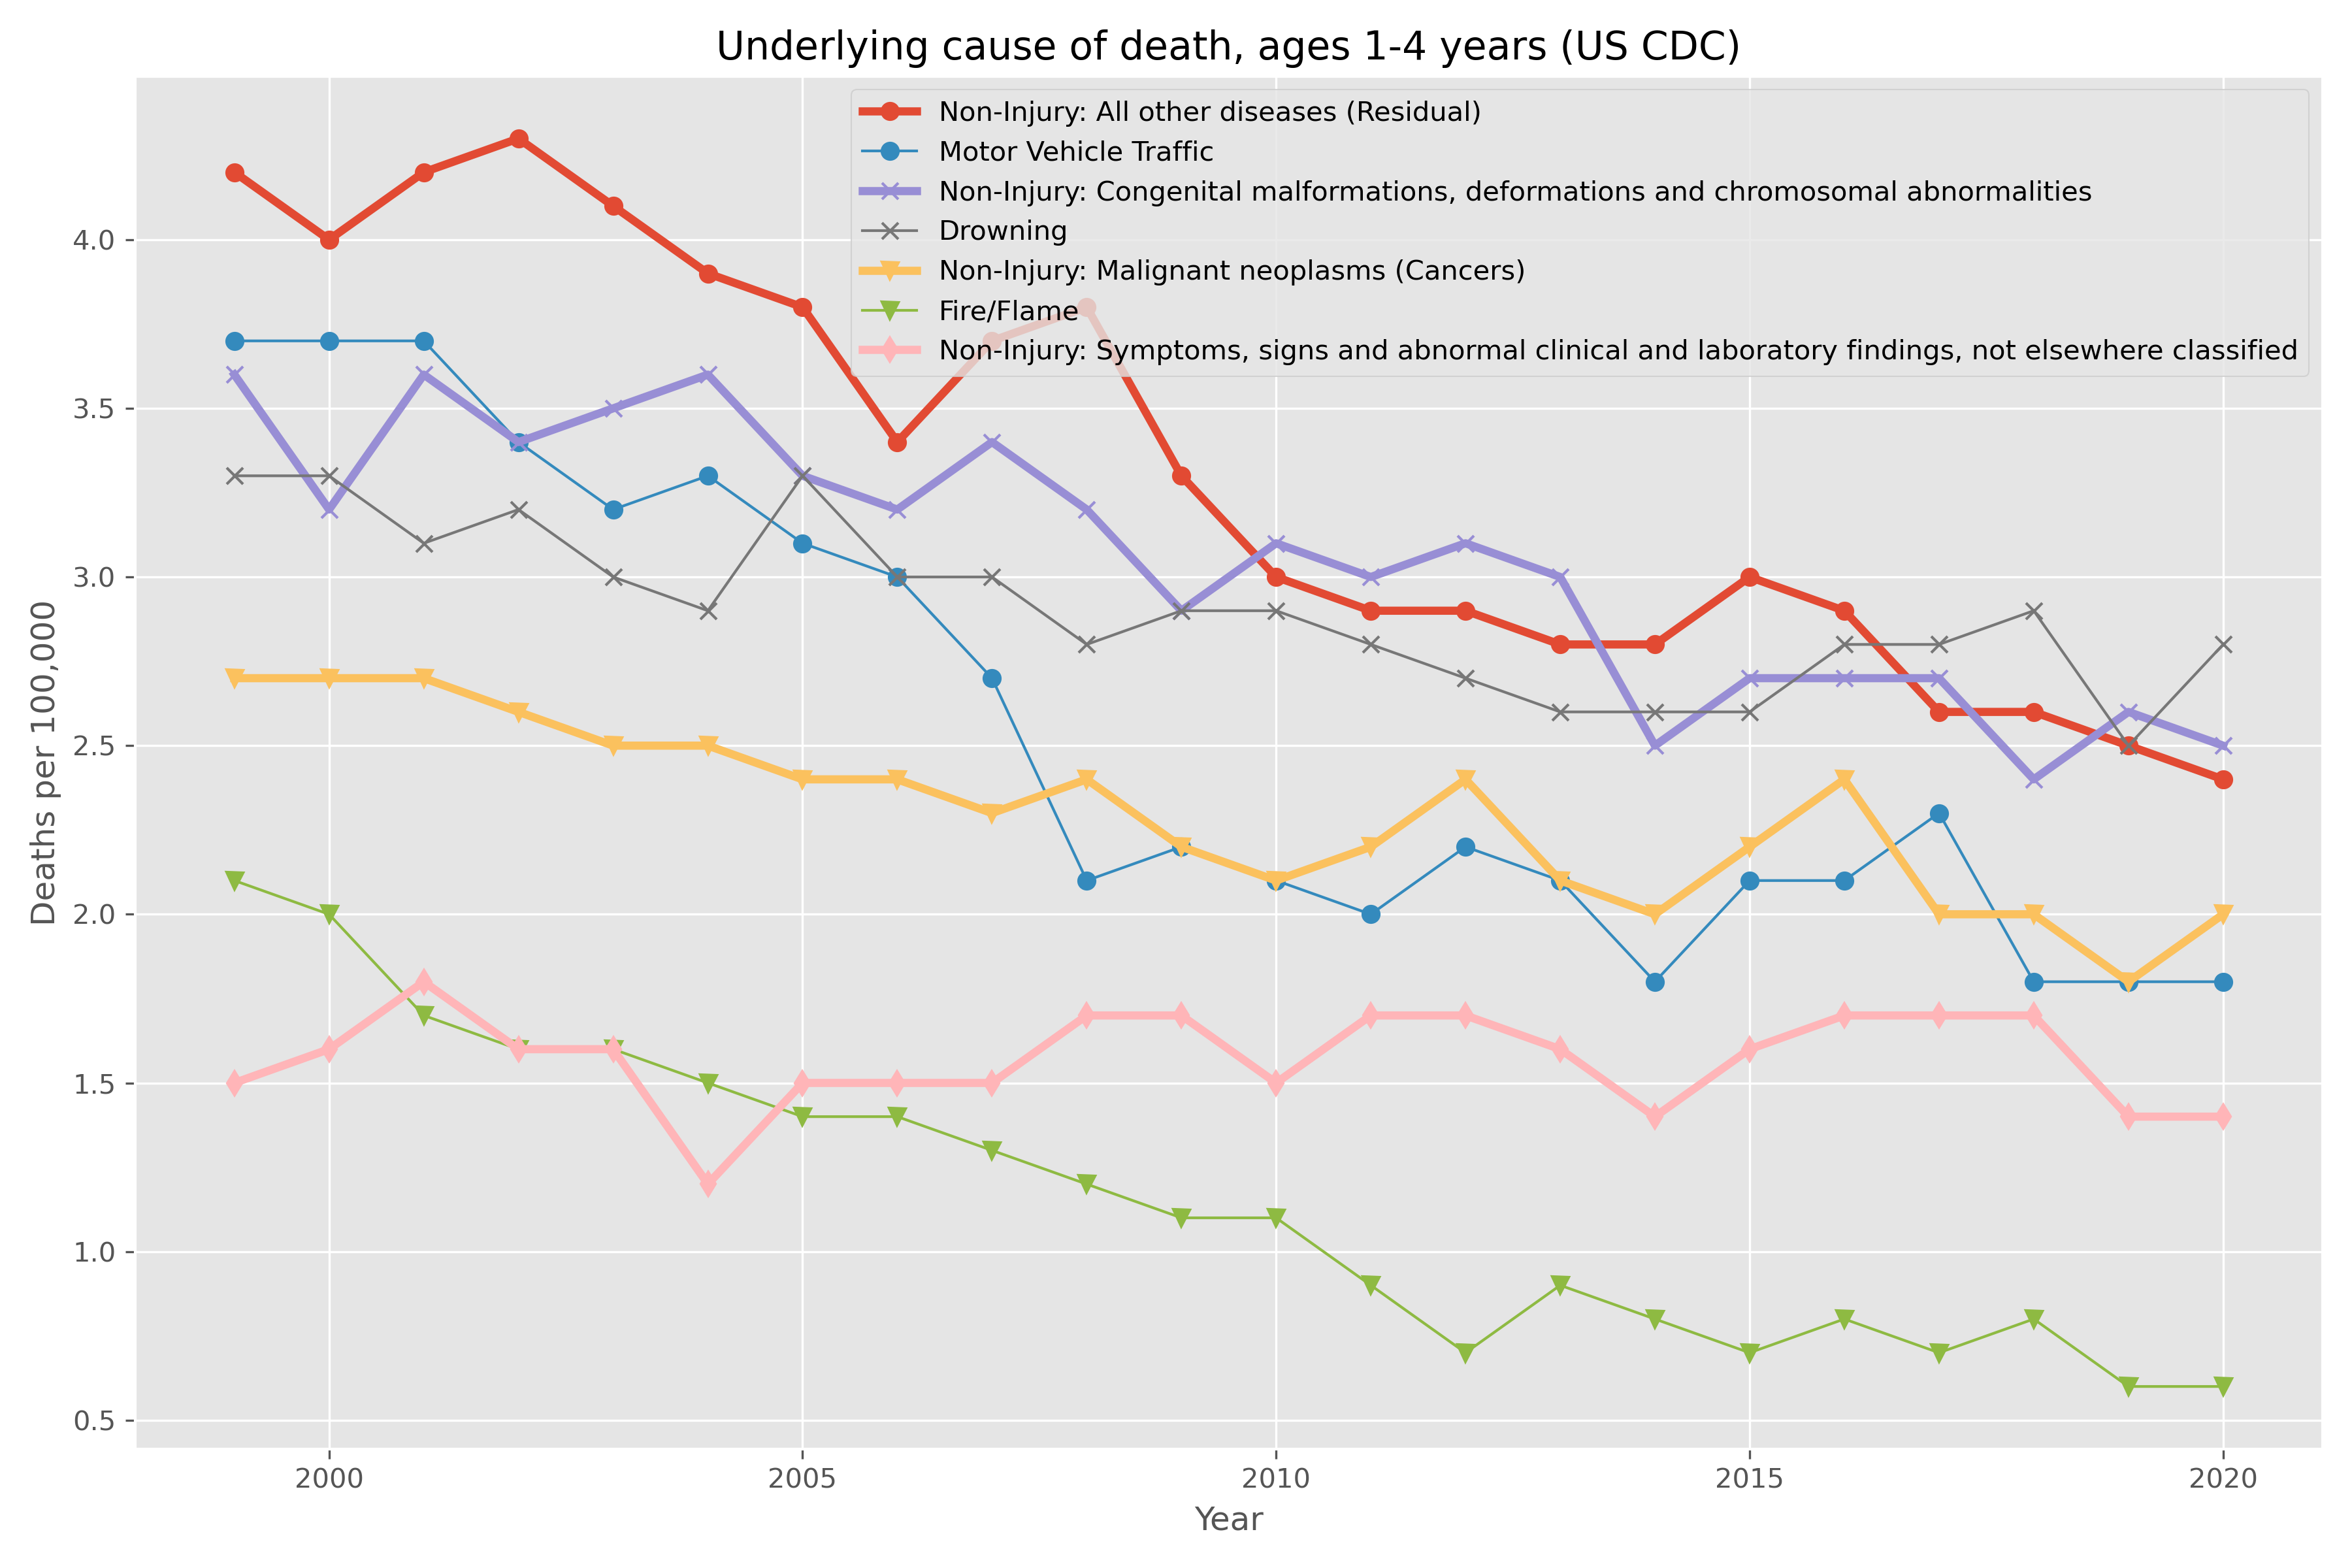 Underlying cause of death, ages 1-4 years (US CDC)
Non-Injury: All other diseases (Residual)
Motor Vehicle Traffic
Non-Injury: Congenital malformations, deformations and chromosomal abnormalities
Drowning
Non-Injury: Malignant neoplasms (Cancers)
Fire/Flame
Non-Injury: Symptoms, signs and abnormal clinical and laboratory findings, not elsewhere classified
Deaths per 100,000
4.0
3.5
3.0
2.5
2.0
1.5
1.0
0.5
2000 2005 2010 2015 2020
Year